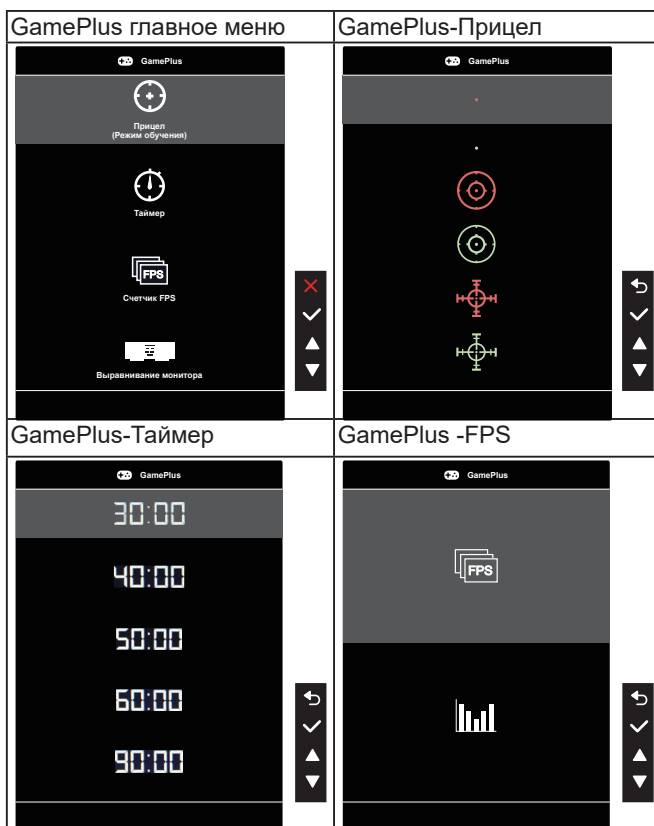 GamePlus главное меню
GamePlus-Прицел
GamePlus
Прицел
(Режим обучения)
Таймер
FPS
Счетчик FPS
Выравнивание монитора
GamePlus
GamePlus-Таймер
GamePlus -FPS
GamePlus
30:00
40:00
50:00
60:00
90:00
GamePlus
FPS